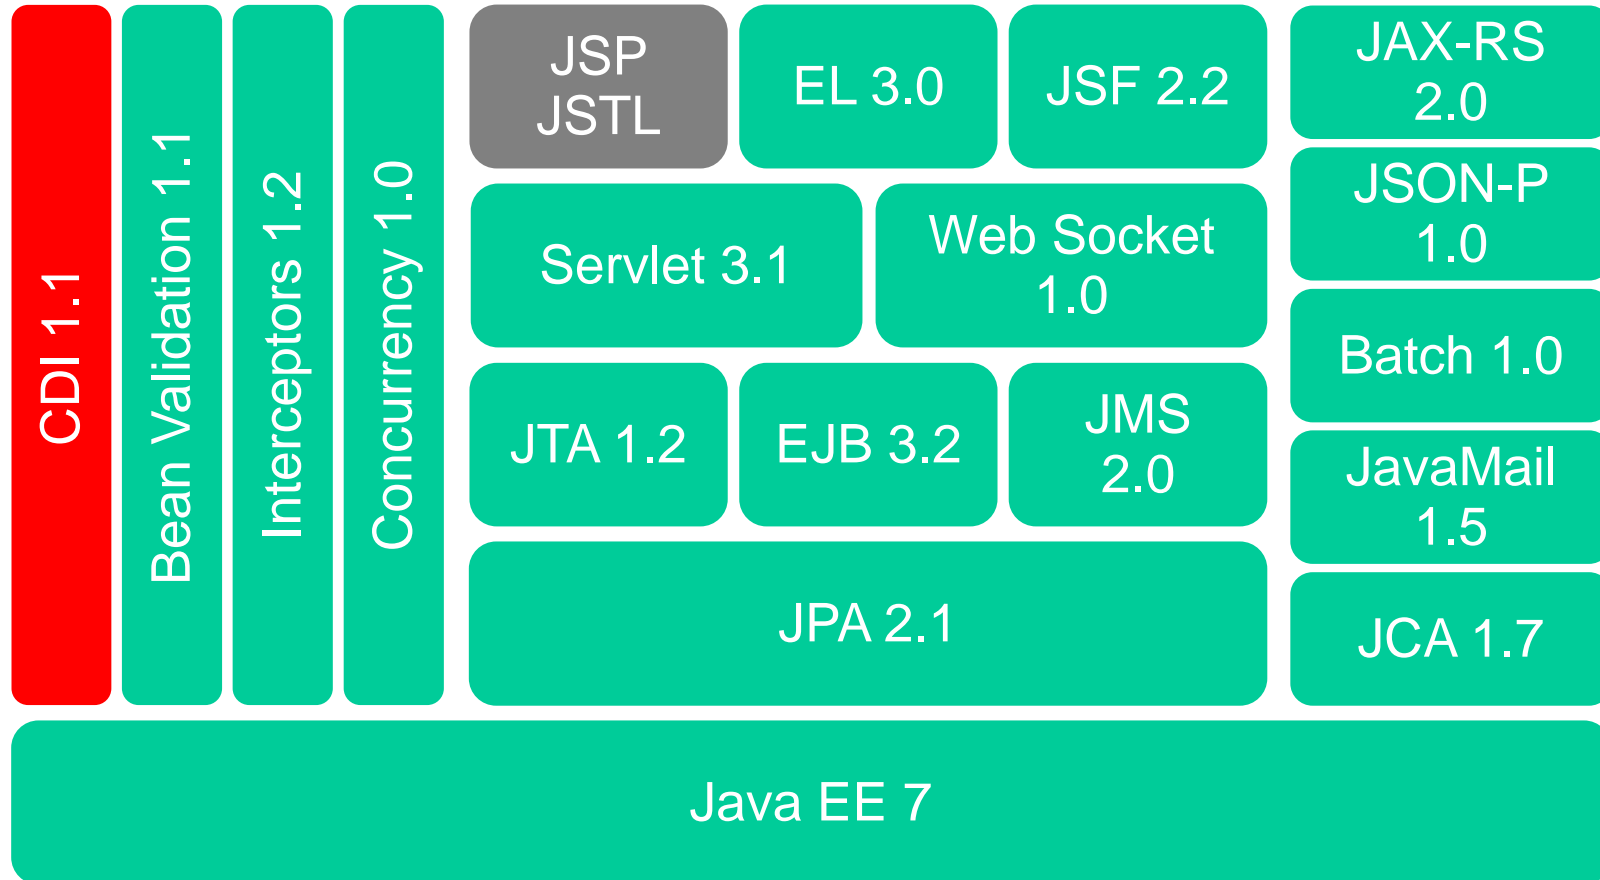 CDI 1.1
Bean Validation 1.1
Interceptors 1.2
Concurrency 1.0
JSP
JSTL
EL 3.0
JSF 2.2
Servlet 3.1
Web Socket
1.0
JTA 1.2
EJB 3.2
JMS
2.0
JPA 2.1
JAX-RS
2.0
JSON-P
1.0
Batch 1.0
JavaMail
1.5
JCA 1.7
Java EE 7